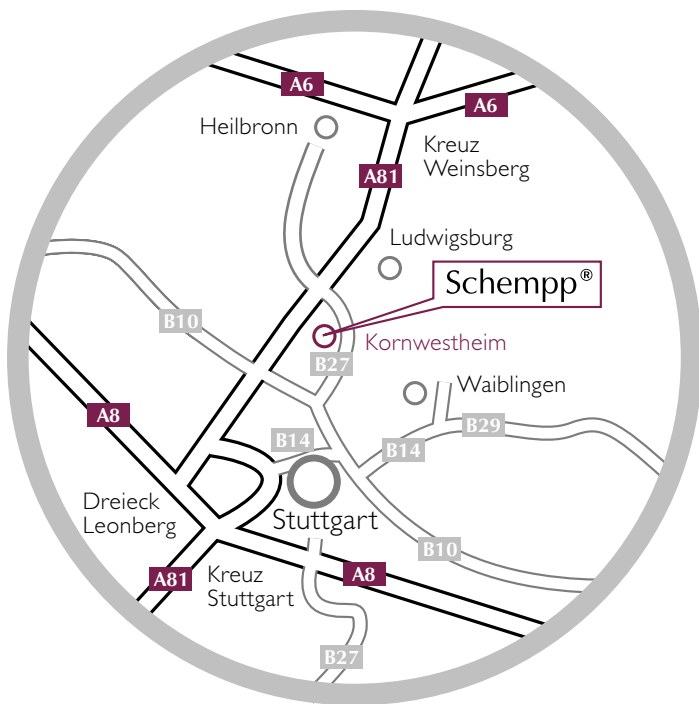 A6
A6
Heilbronn
Kreuz
Weinsberg
A81
Ludwigsburg
Schempp®
B10
Kornwestheim
B27
Waiblingen
A8
B29
B14
B14
Dreieck
Leonberg
Stuttgart
B10
A81
Kreuz
Stuttgart
A8
B27